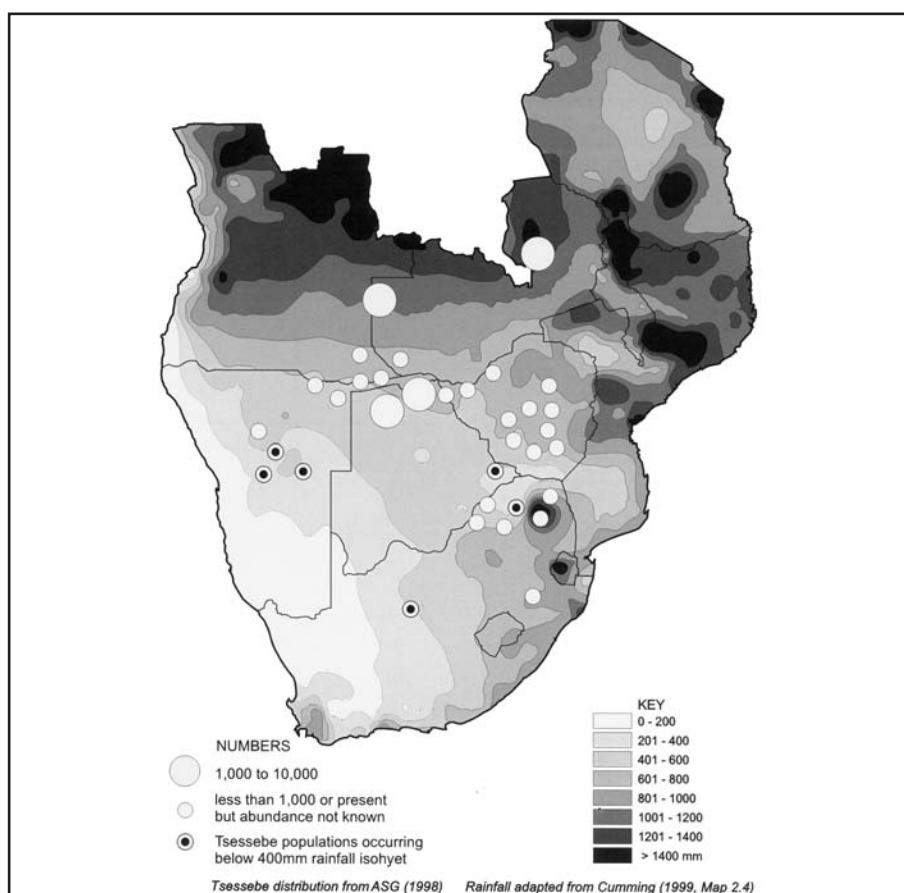 NUMBERS
1,000 to 10,000
less than 1,000 or present
but abundance not known
Tsessebe populations occurring
below 400mm rainfall isohyet
KEY
0 - 200
201 - 400
401 - 600
601 - 800
801 - 1000
1001 - 1200
1201 - 1400
> 1400 mm
Tsessebe distribution from ASG (1998) Rainfall adapted from Cumming (1999, Map 2.4)